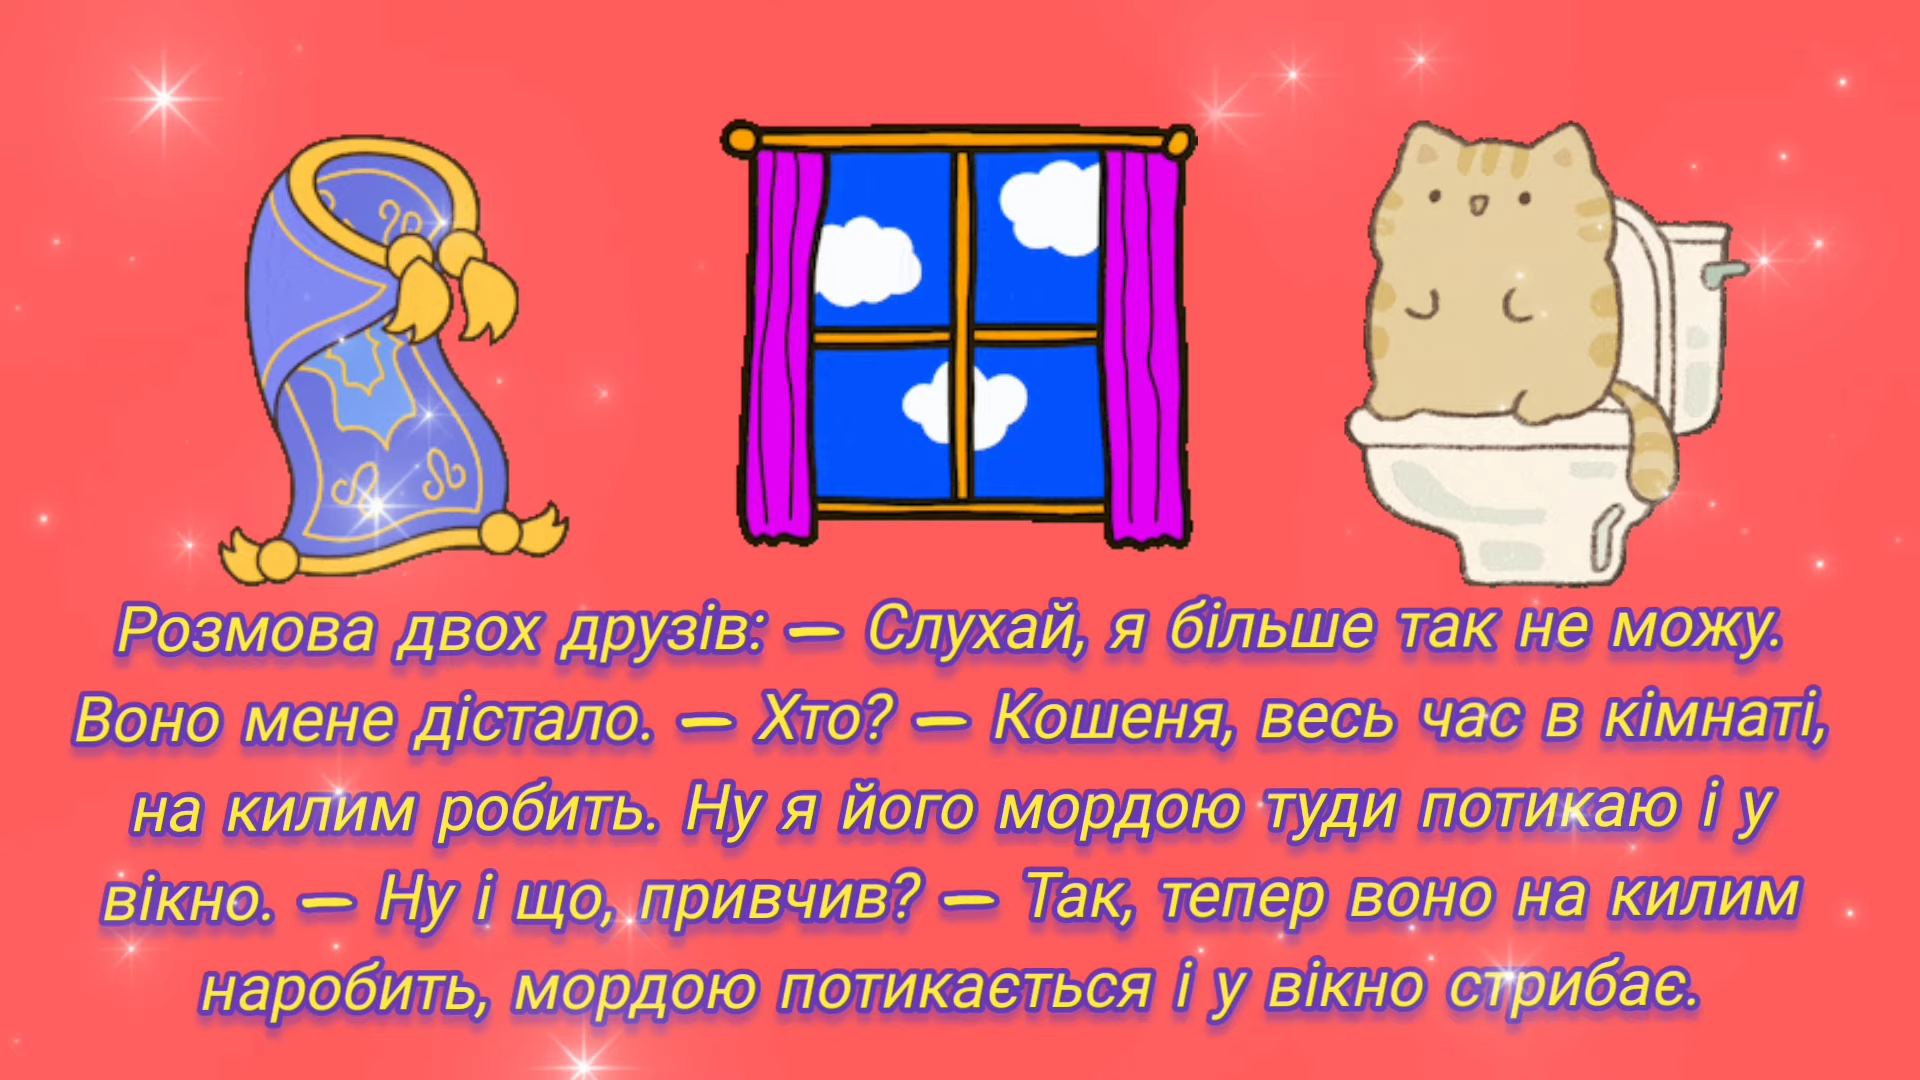 Розмова двох друзів: — Слухай, я більше так не можу.
Воно мене дістало. — Хто? — Кошеня, весь час в кімнаті,
на килим робить. Ну я його мордою туди потикаю і у
вікно. — Ну і що, привчив? — Так, тепер воно на килим
наробить, мордою потикається і у вікно стрибає.